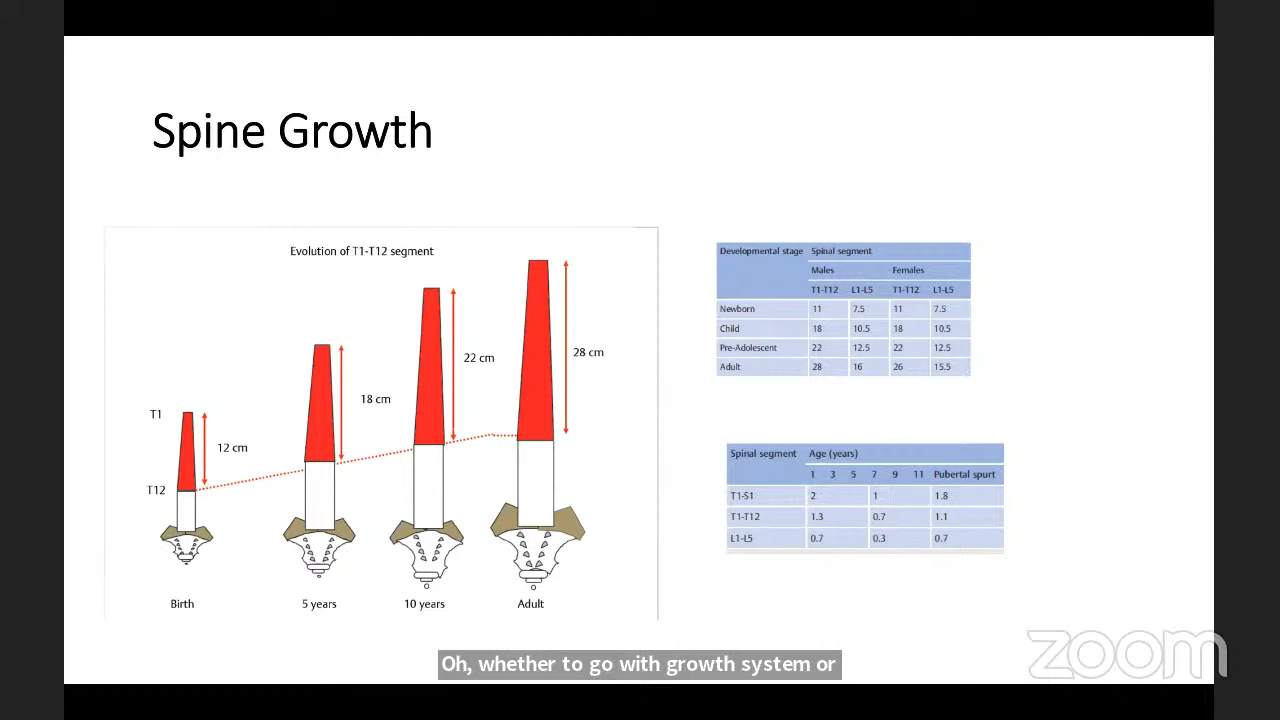 Spine Growth
Evolution of T1-T12 segment
28 cm
22 cm
18 cm
T1
12 cm
T12
Birth 5 years 10 years Adult
Developmental stage Spinal segment
Males Females
T1-T12 L1-L5 T1-T12 L1-L5
Newborn 11 7.5 11 7.5
Child 18 10.5 18 10.5
Pre-Adolescent 22 12.5 22 12.5
Adult 28 16 26 15.5
Spinal segment Age (years)
1 3 5 7 9 11 Pubertal spurt
T1-S1 2 1 1.8
T1-T12 1.3 0.7 1.1
L1-L5 0.7 0.3 0.7
Oh, whether to go with growth system or
zoom